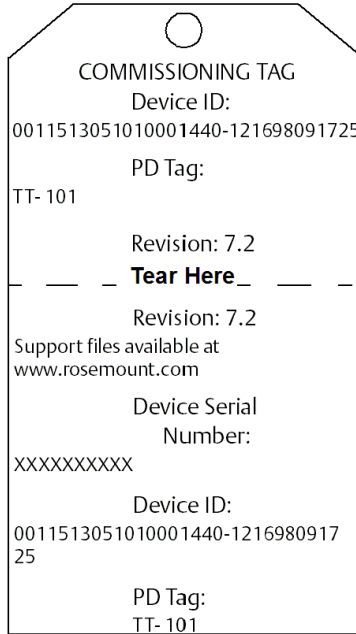 COMMISSIONING TAG
Device ID:
0011513051010001440-121698091725
PD Tag:
TT- 101
Revision: 7.2
Tear Here
Revision: 7.2
Support files available at
www.rosemount.com
Device Serial
Number:
XXXXXXXXXX
Device ID:
0011513051010001440-1216980917
25
PD Tag:
TT- 101